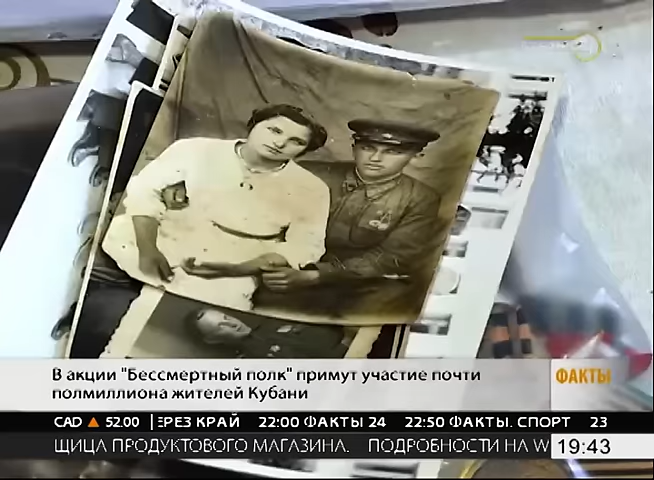 В акции "Бессмертный полк" примут участие почти
полмиллиона жителей Кубани
ФАКТЫ
CAD 52.00 ЕРЕЗ КРАЙ 22:00 ФАКТЫ 24 22:50 ФАКТЫ. СПОРТ 23
ЩИЦА ПРОДУКТОВОГО МАГАЗИНА. ПОДРОБНОСТИ НА W
19:43